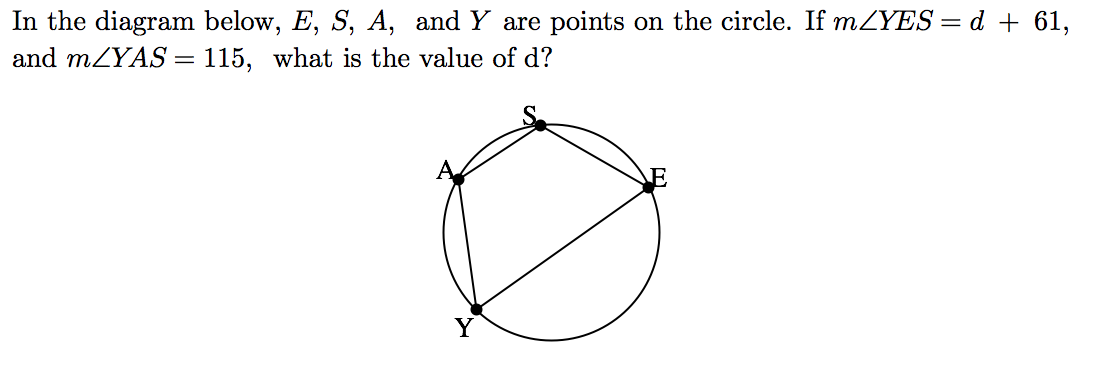 In the diagram below, E, S, A, and Y are points on the circle. If m∠YES = d + 61,
and m∠YAS = 115, what is the value of d?
S
A
E
Y